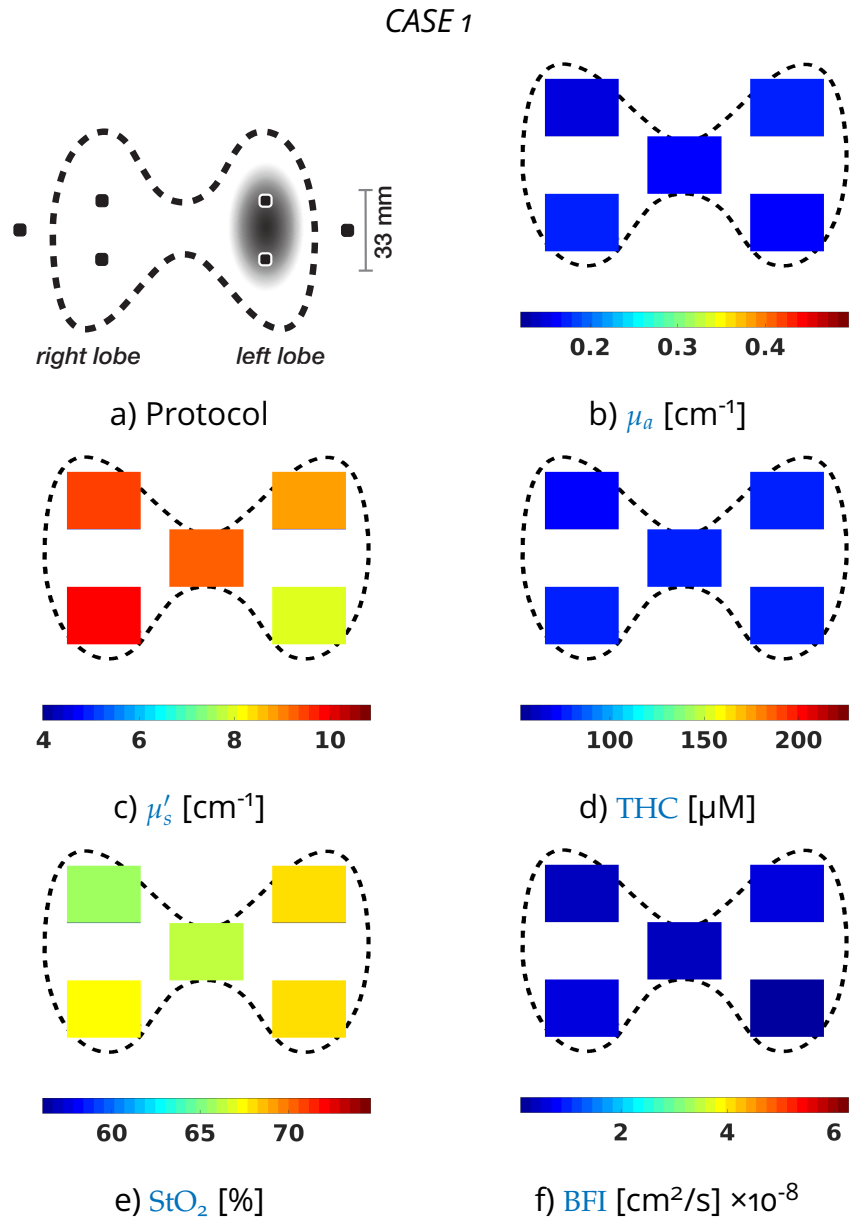 CASE 1
33 mm
right lobe
left lobe
a) Protocol
0.2 0.3 0.4
b) μₐ [cm⁻¹]
4 6 8 10
c) μ′ₛ [cm⁻¹]
100 150 200
d) THC [μM]
60 65 70
e) StO₂ [%]
2 4 6
f) BFI [cm²/s] ×10⁻⁸